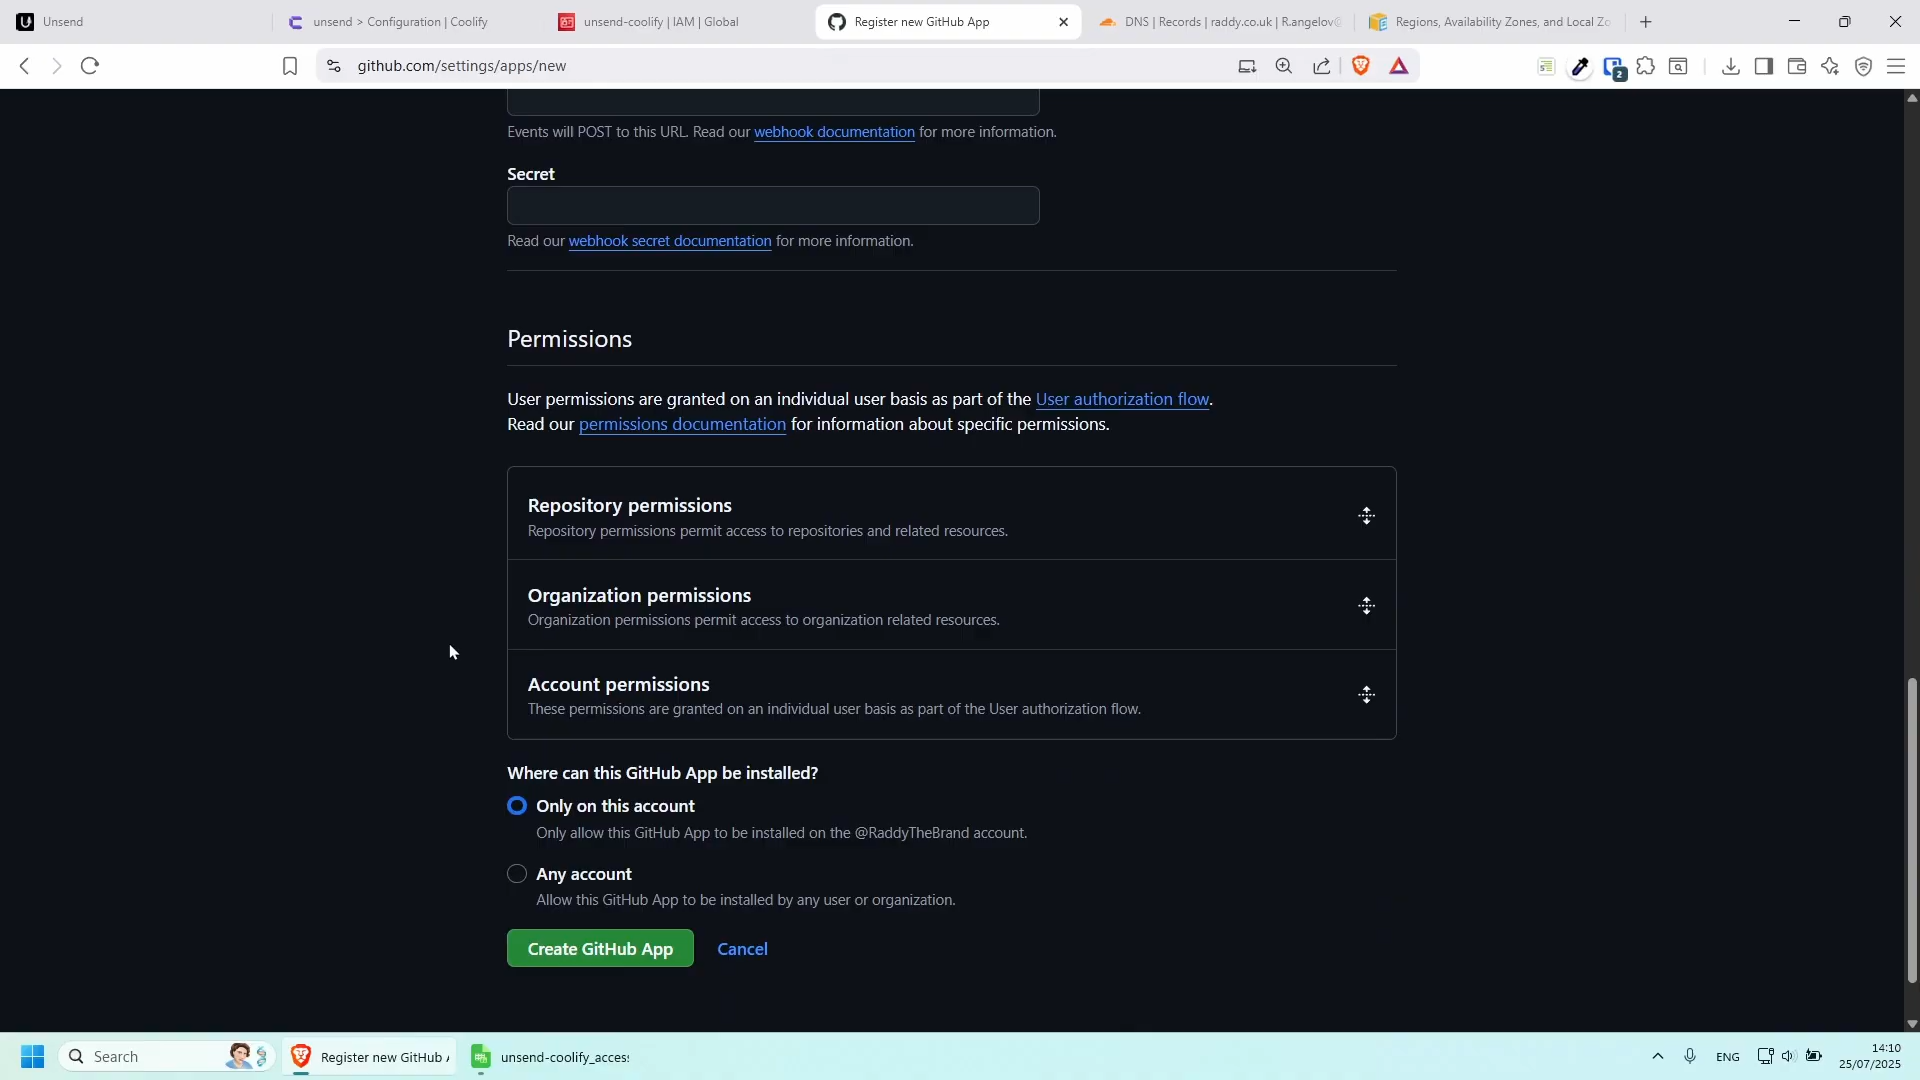 Unsend
unsend > Configuration | Coolify
unsend-coolify | IAM | Global
Register new GitHub App
DNS | Records | raddy.co.uk | R.angelov
Regions, Availability Zones, and Local Zo
github.com/settings/apps/new
2
Events will POST to this URL. Read our webhook documentation for more information.
Secret
Read our webhook secret documentation for more information.
Permissions
User permissions are granted on an individual user basis as part of the User authorization flow.
Read our permissions documentation for information about specific permissions.
Repository permissions
Repository permissions permit access to repositories and related resources.
Organization permissions
Organization permissions permit access to organization related resources.
Account permissions
These permissions are granted on an individual user basis as part of the User authorization flow.
Where can this GitHub App be installed?
Only on this account
Only allow this GitHub App to be installed on the @RaddyTheBrand account.
Any account
Allow this GitHub App to be installed by any user or organization.
Create GitHub App
Cancel
Search
Register new GitHub A
unsend-coolify_access
ENG
14:10
25/07/2025